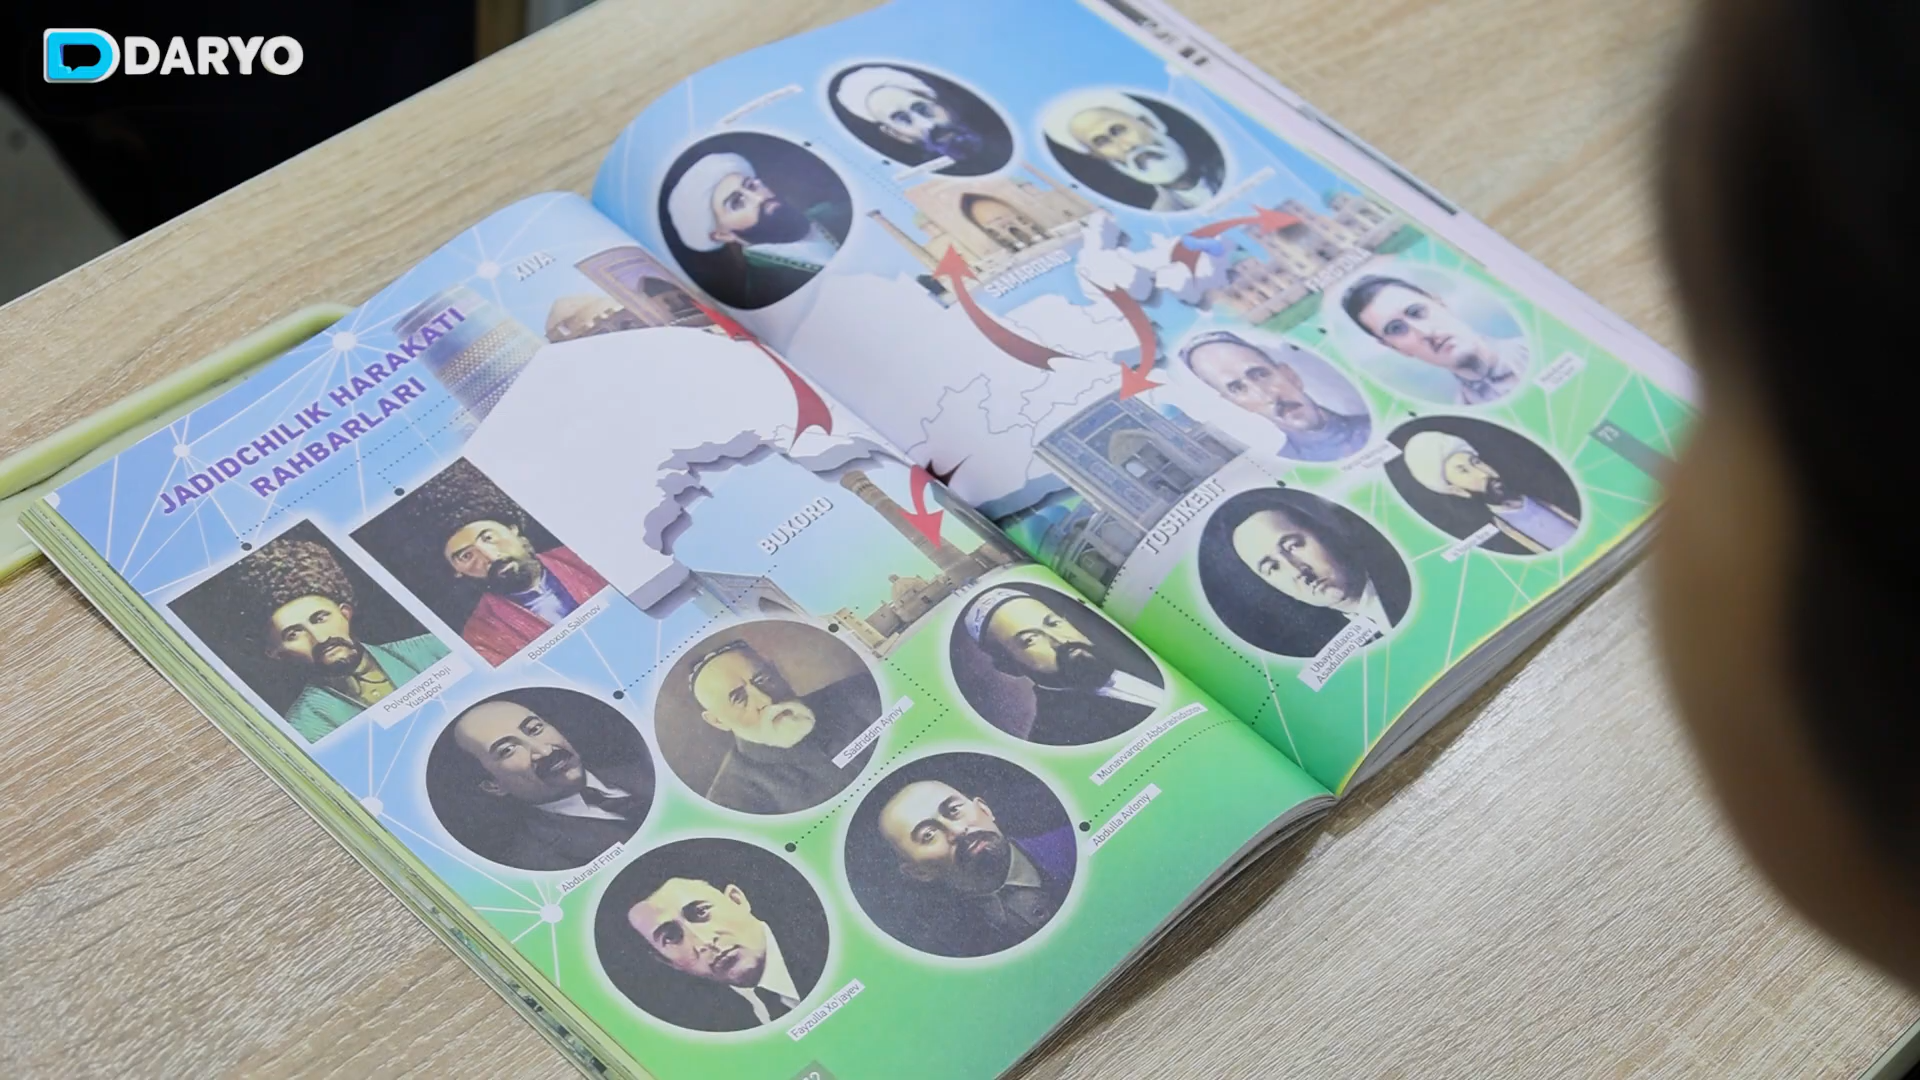 DARYO
JADIDCHILIK HARAKATI
RAHBARLARI
XIVA
SAMARQAND
BUXORO
TOSHKENT
Polvonniyoz hoji
Yusupov
Bobooxun Salimov
Abdurauf Fitrat
Sadriddin Ayniy
Munavvarqori Abdurashidxonov
Abdulla Avloniy
Fayzulla Xo'jayev
Ubaydullaxo'ja
Asadullaxo'jayev
73